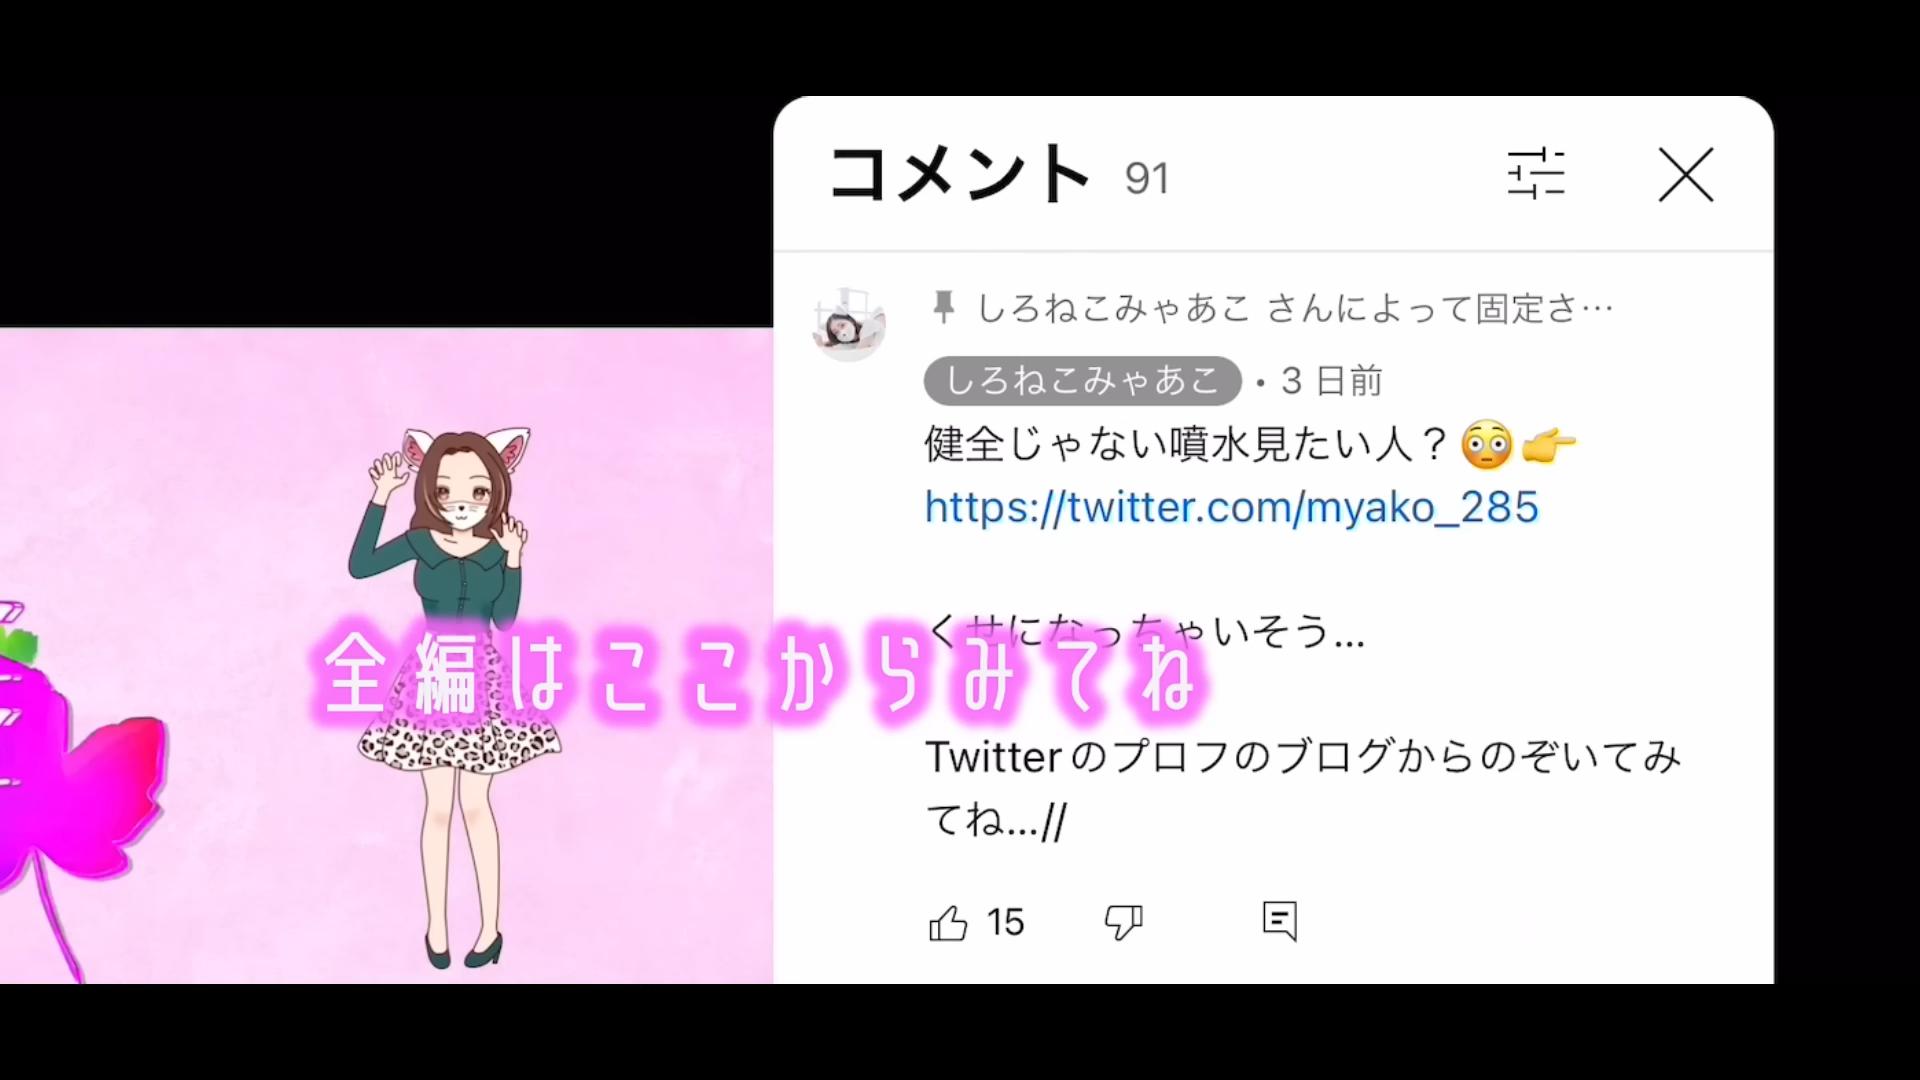 コメント 91
しろねこみゃあこ さんによって固定さ…
しろねこみゃあこ・3 日前
健全じゃない噴水見たい人？😳👉
https://twitter.com/myako_285
くせになっちゃいそう...
全編はここからみてね
Twitterのプロフのブログからのぞいてみ
てね...//
15